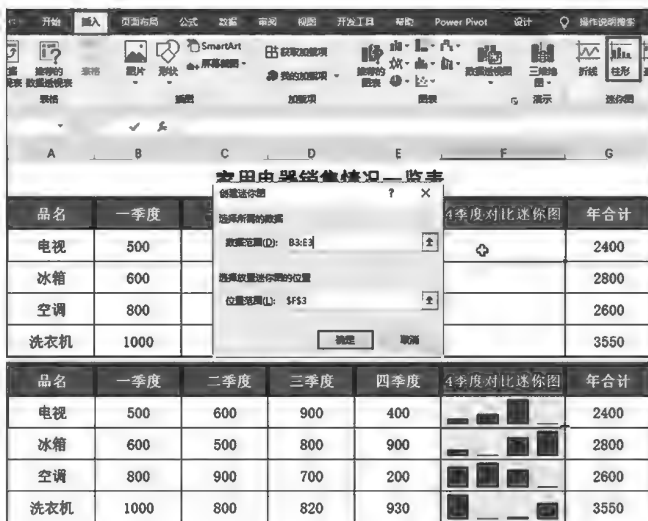 开始 插入 页面布局 公式 数据 审阅 视图 开发工具 帮助 Power Pivot 设计 操作说明搜索
推荐的 表格 图片 形状 SmartArt 屏幕截图 获取加载项 我的加载项 推荐的 图表 数据透视图 三维地图 折线 柱形
数据透视表
表格 插图 加载项 图表 演示 迷你图
A B C D E F G
家用电器销售情况一览表
创建迷你图 ? ×
选择所需的数据
数据范围(D): B3:E3
选择放置迷你图的位置
位置范围(L): $F$3
确定 取消
品名 一季度 4季度对比迷你图 年合计
电视 500 2400
冰箱 600 2800
空调 800 2600
洗衣机 1000 3550
品名 一季度 二季度 三季度 四季度 4季度对比迷你图 年合计
电视 500 600 900 400 2400
冰箱 600 500 800 900 2800
空调 800 900 700 200 2600
洗衣机 1000 800 820 930 3550